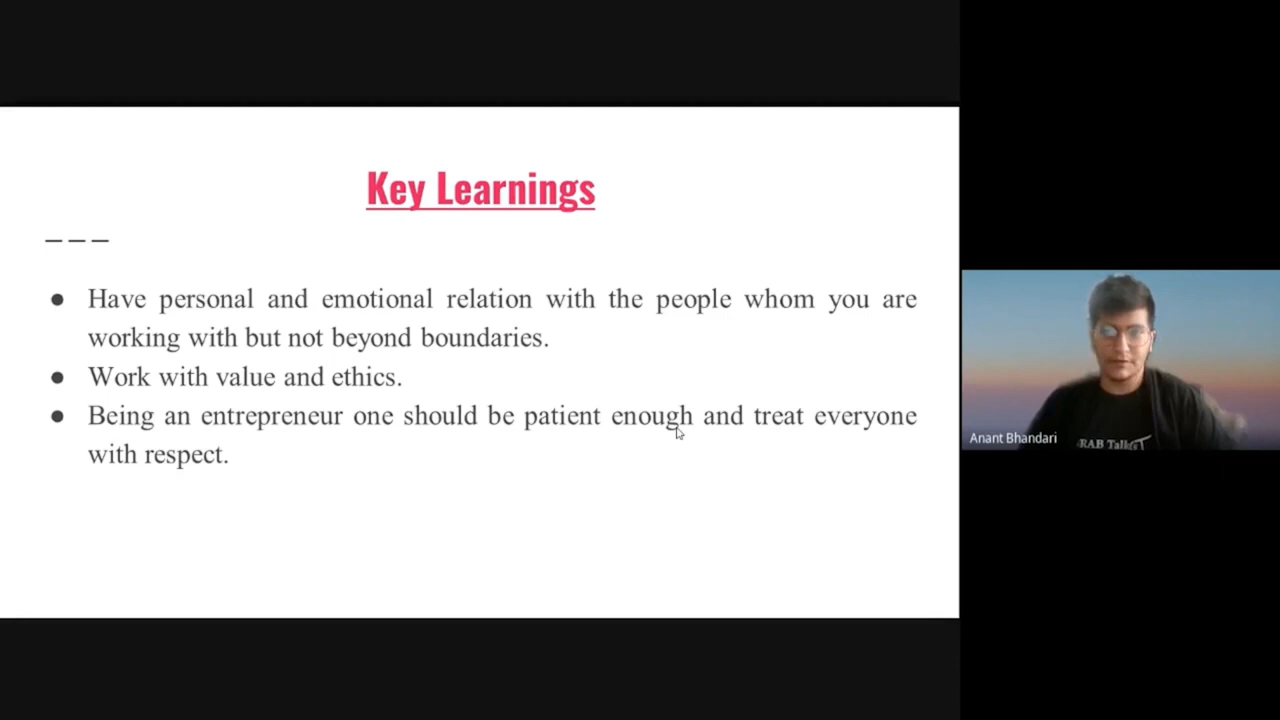 Key Learnings
● Have personal and emotional relation with the people whom you are
working with but not beyond boundaries.
● Work with value and ethics.
● Being an entrepreneur one should be patient enough and treat everyone
with respect.
Anant Bhandari
RAB Talks